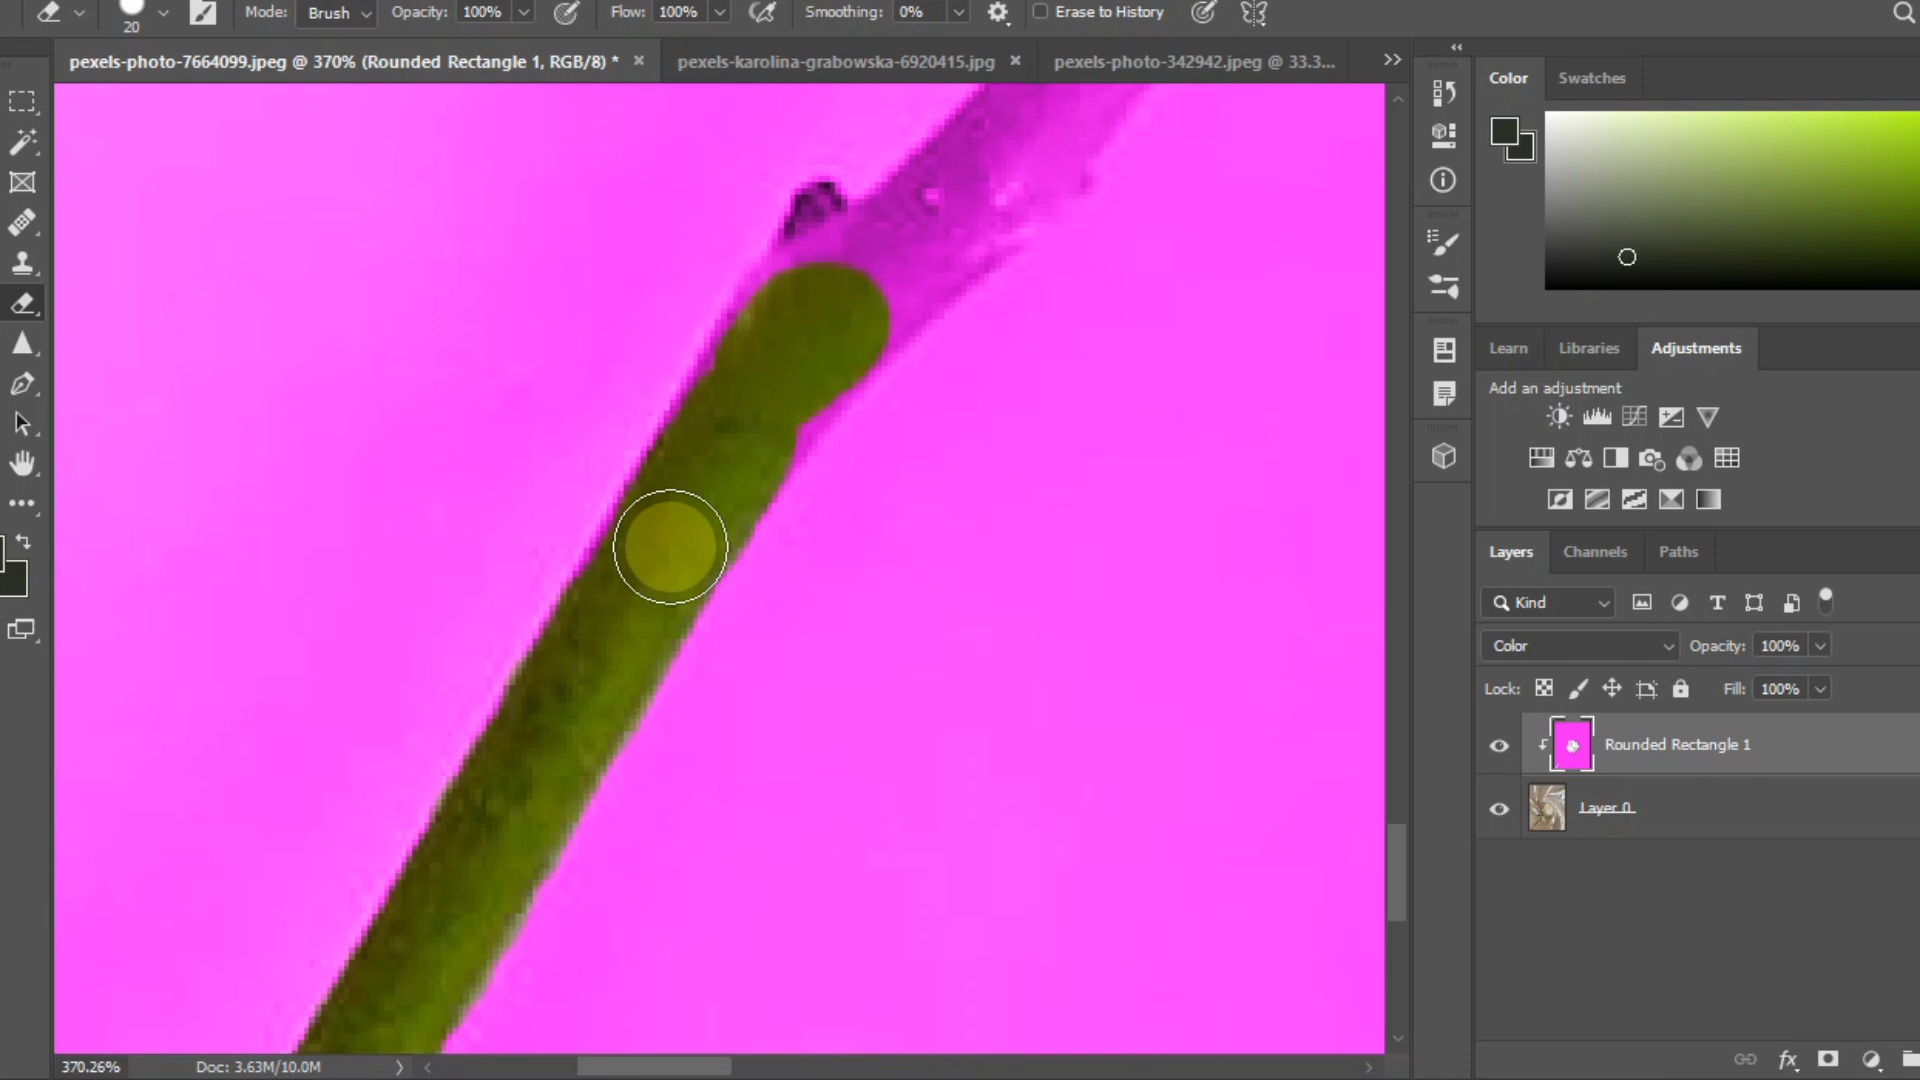 Mode: Brush Opacity: 100% Flow: 100% Smoothing: 0% Erase to History
20
pexels-photo-7664099.jpeg @ 370% (Rounded Rectangle 1, RGB/8) * × pexels-karolina-grabowska-6920415.jpg × pexels-photo-342942.jpeg @ 33.3...
Color Swatches
Learn Libraries Adjustments
Add an adjustment
Layers Channels Paths
Kind
Color Opacity: 100%
Lock: Fill: 100%
Rounded Rectangle 1
Layer 0
370.26% Doc: 3.63M/10.0M
fx